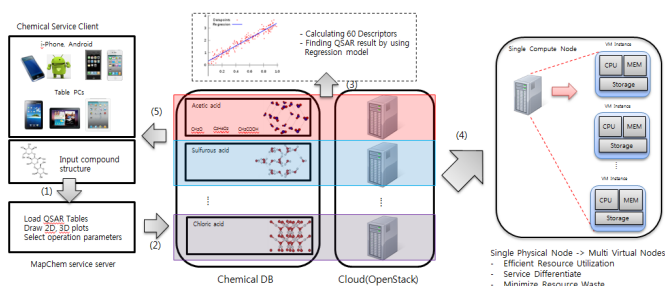 Chemical Service Client
i-Phone, Android
Table PCs
Input compound
structure
(1)
Load QSAR Tables
Draw 2D, 3D plots
Select operation parameters
MapChem service server
(2)
(5)
- Calculating 60 Descriptors
- Finding QSAR result by using
Regression model
(3)
Acetic acid
CH2O
C2H4O2
CH3COOH
Sulfurous acid
Chloric acid
Chemical DB
Cloud(OpenStack)
(4)
Single Compute Node
VM Instance
CPU
MEM
Storage
VM Instance
CPU
MEM
Storage
VM Instance
CPU
MEM
Storage
Single Physical Node -> Multi Virtual Nodes
- Efficient Resource Utilization
- Service Differentiate
- Minimize Resource Waste